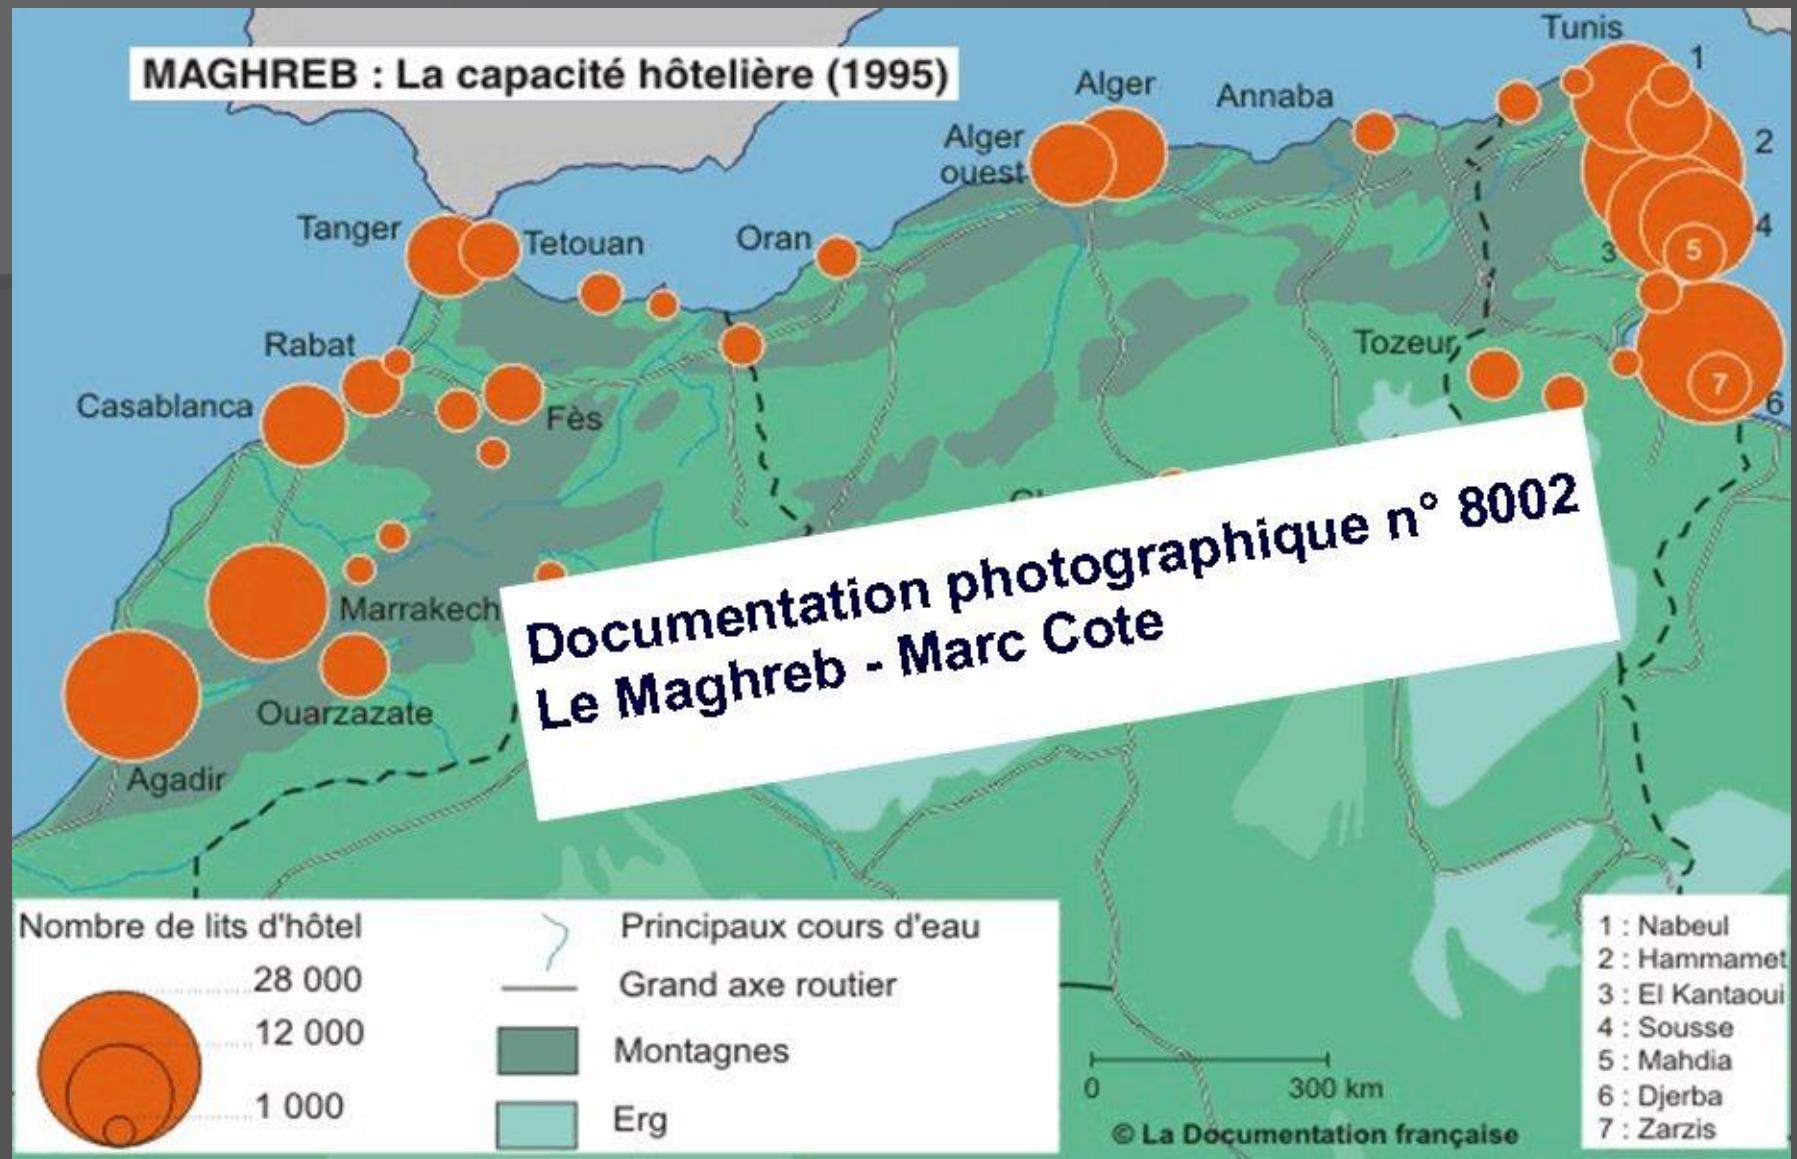 MAGHREB : La capacité hôtelière (1995)
Tunis
1
2
3
4
5
6
7
Alger
Alger
ouest
Annaba
Tanger
Tetouan
Oran
Rabat
Casablanca
Fès
Tozeur
Marrakech
Ouarzazate
Agadir
Documentation photographique n° 8002
Le Maghreb - Marc Cote
Nombre de lits d'hôtel
28 000
12 000
1 000
Principaux cours d'eau
Grand axe routier
Montagnes
Erg
0 300 km
© La Documentation française
1 : Nabeul
2 : Hammamet
3 : El Kantaoui
4 : Sousse
5 : Mahdia
6 : Djerba
7 : Zarzis